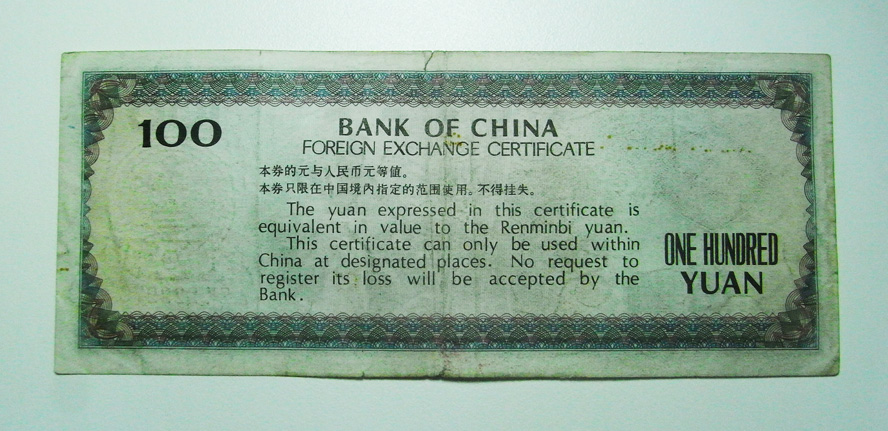 100
BANK OF CHINA
FOREIGN EXCHANGE CERTIFICATE
本券的元与人民币元等值。
本券只限在中国境内指定的范围使用。不得挂失。
The yuan expressed in this certificate is
equivalent in value to the Renminbi yuan.
This certificate can only be used within
China at designated places. No request to
register its loss will be accepted by the
Bank.
ONE HUNDRED
YUAN